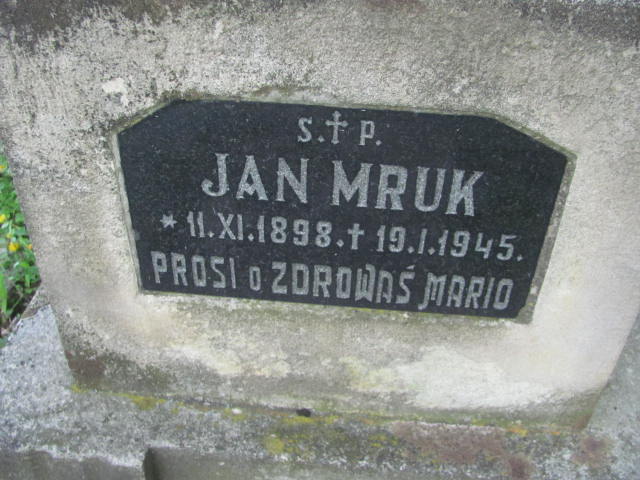 S.†P.
JAN MRUK
* 11.XI.1898.† 19.I.1945.
PROSI o ZDROWAŚ MARIO